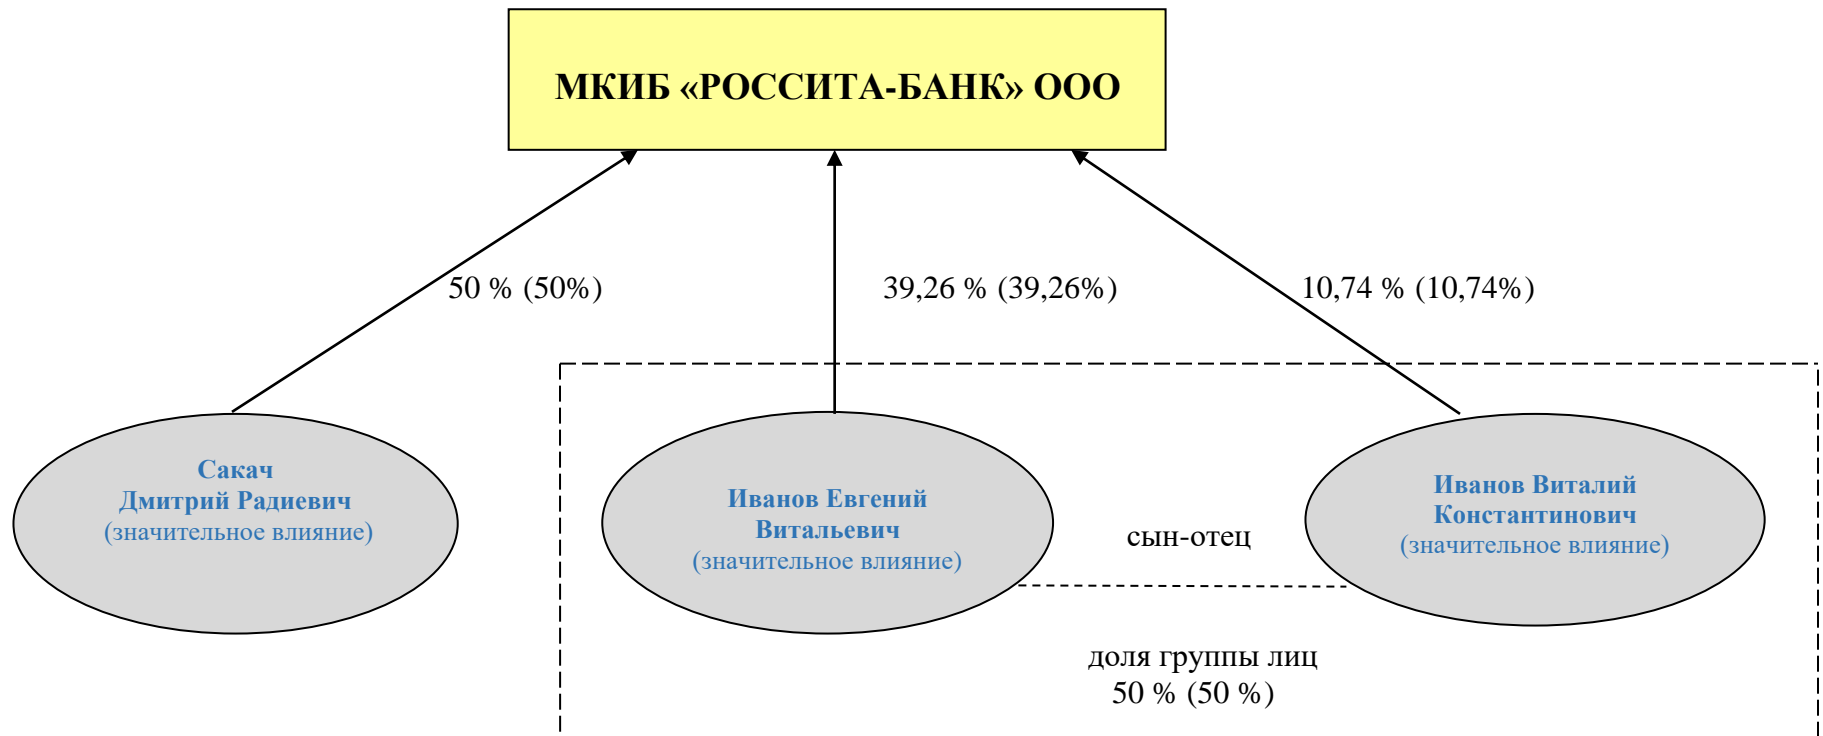 МКИБ «РОССИТА-БАНК» ООО
50 % (50%)
39,26 % (39,26%)
10,74 % (10,74%)
Сакач
Дмитрий Радиевич
(значительное влияние)
Иванов Евгений
Витальевич
(значительное влияние)
сын-отец
Иванов Виталий
Константинович
(значительное влияние)
доля группы лиц
50 % (50 %)